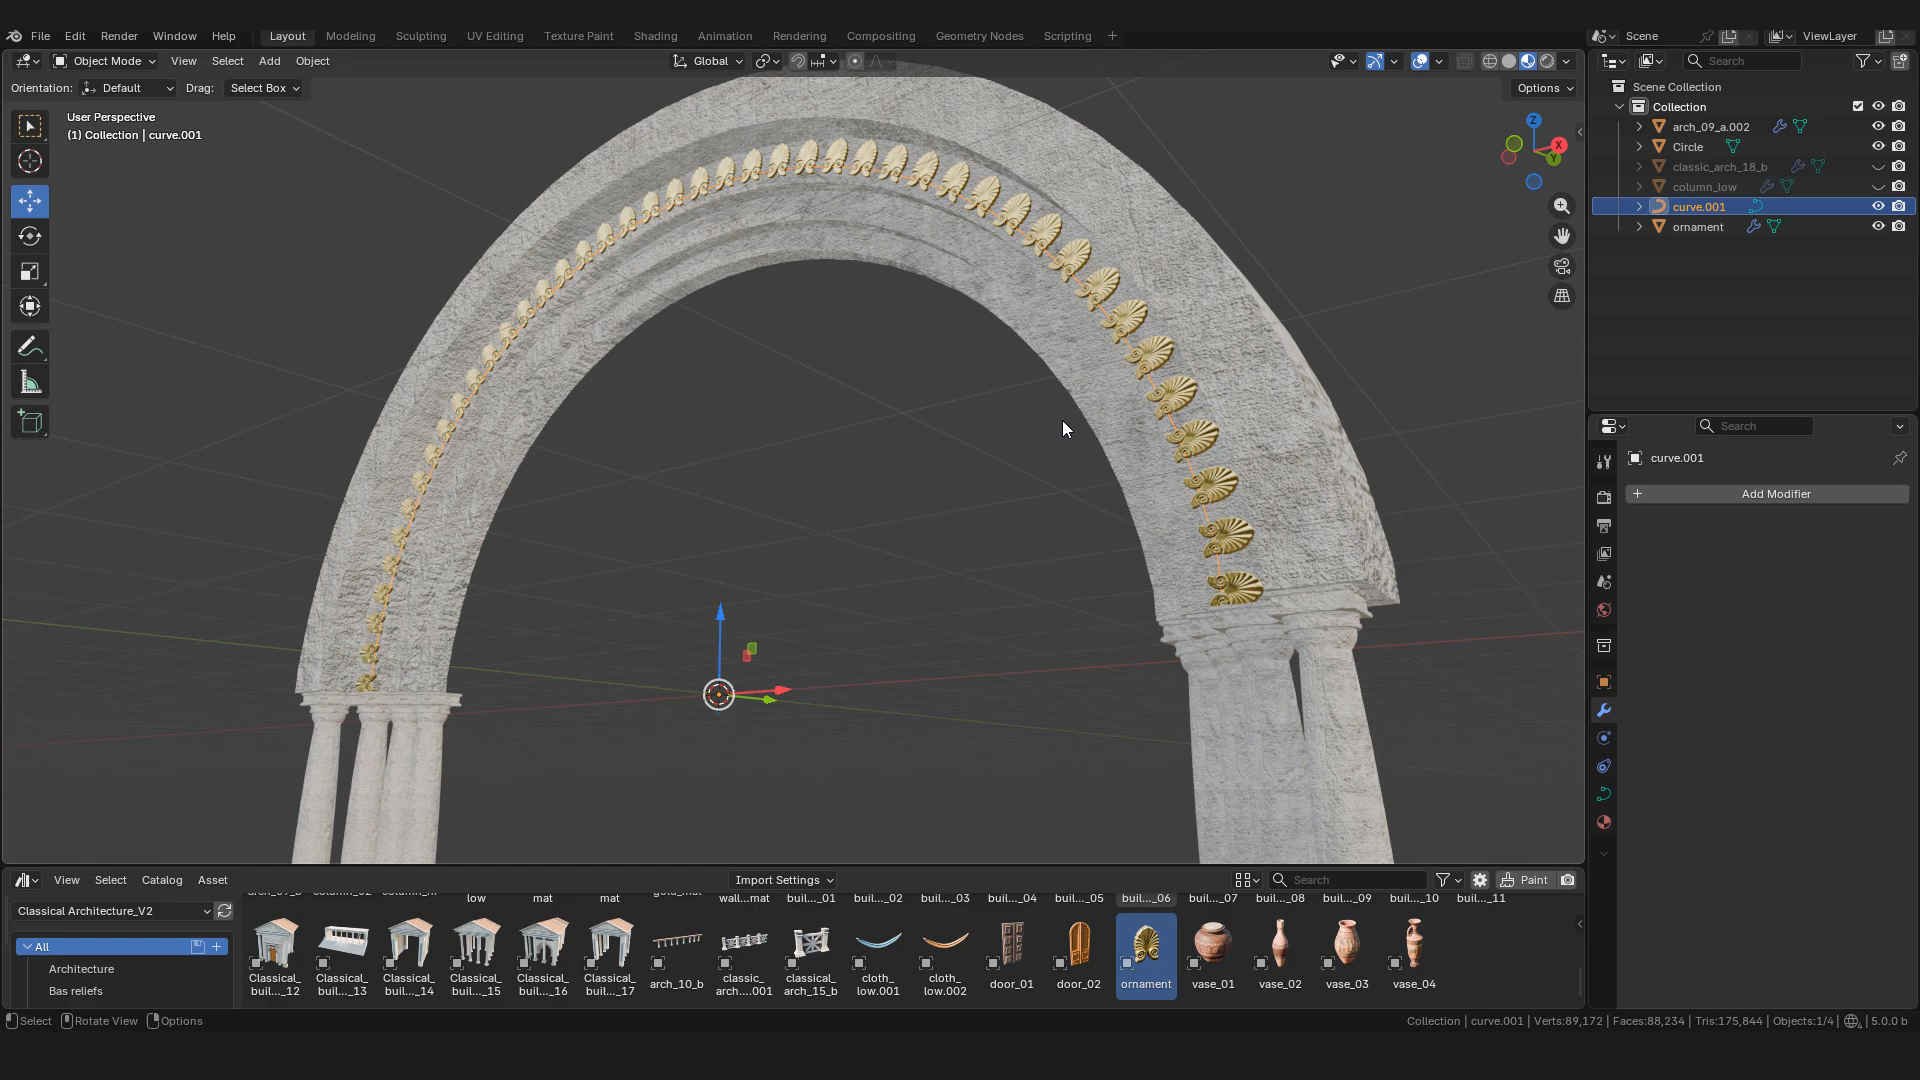 File Edit Render Window Help Layout Modeling Sculpting UV Editing Texture Paint Shading Animation Rendering Compositing Geometry Nodes Scripting + Scene ViewLayer
Object Mode View Select Add Object Global Search
Orientation: Default Drag: Select Box Options Scene Collection
User Perspective
(1) Collection | curve.001
Z
X
Y
Collection
arch_09_a.002
Circle
classic_arch_18_b
column_low
curve.001
ornament
Search
curve.001
+ Add Modifier
View Select Catalog Asset Import Settings Search Paint
low mat mat wall...mat buil..._01 buil..._02 buil..._03 buil..._04 buil..._05 buil..._06 buil..._07 buil..._08 buil..._09 buil..._10 buil..._11
Classical Architecture_V2
All
Architecture
Bas reliefs
Classical_ Classical_ Classical_ Classical_ Classical_ Classical_ arch_10_b classic_ classical_ cloth_ cloth_ door_01 door_02 ornament vase_01 vase_02 vase_03 vase_04
buil..._12 buil..._13 buil..._14 buil..._15 buil..._16 buil..._17 arch....001 arch_15_b low.001 low.002
Select Rotate View Options Collection | curve.001 | Verts:89,172 | Faces:88,234 | Tris:175,844 | Objects:1/4 | 5.0.0 b